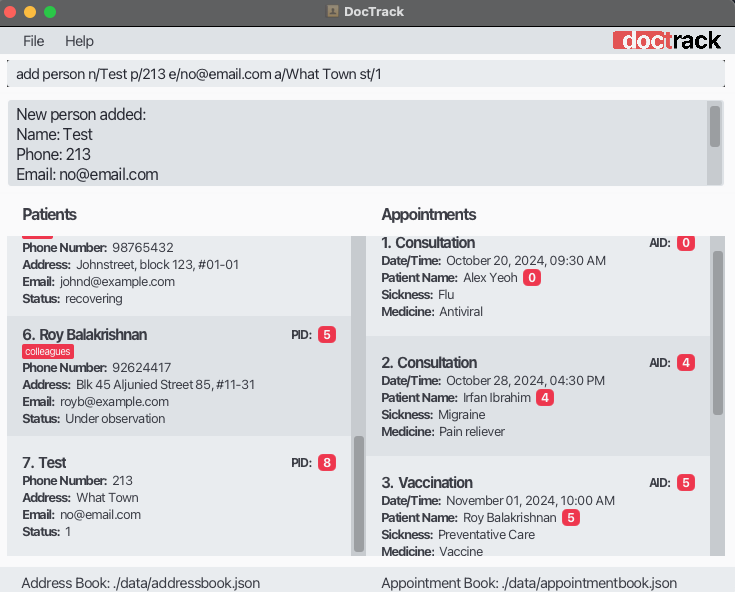 DocTrack
File Help
doctrack
add person n/Test p/213 e/no@email.com a/What Town st/1
New person added:
Name: Test
Phone: 213
Email: no@email.com
Patients
Phone Number: 98765432
Address: Johnstreet, block 123, #01-01
Email: johnd@example.com
Status: recovering
6. Roy Balakrishnan PID: 5
colleagues
Phone Number: 92624417
Address: Blk 45 Aljunied Street 85, #11-31
Email: royb@example.com
Status: Under observation
7. Test PID: 8
Phone Number: 213
Address: What Town
Email: no@email.com
Status: 1
Appointments
1. Consultation AID: 0
Date/Time: October 20, 2024, 09:30 AM
Patient Name: Alex Yeoh 0
Sickness: Flu
Medicine: Antiviral
2. Consultation AID: 4
Date/Time: October 28, 2024, 04:30 PM
Patient Name: Irfan Ibrahim 4
Sickness: Migraine
Medicine: Pain reliever
3. Vaccination AID: 5
Date/Time: November 01, 2024, 10:00 AM
Patient Name: Roy Balakrishnan 5
Sickness: Preventative Care
Medicine: Vaccine
Address Book: ./data/addressbook.json
Appointment Book: ./data/appointmentbook.json